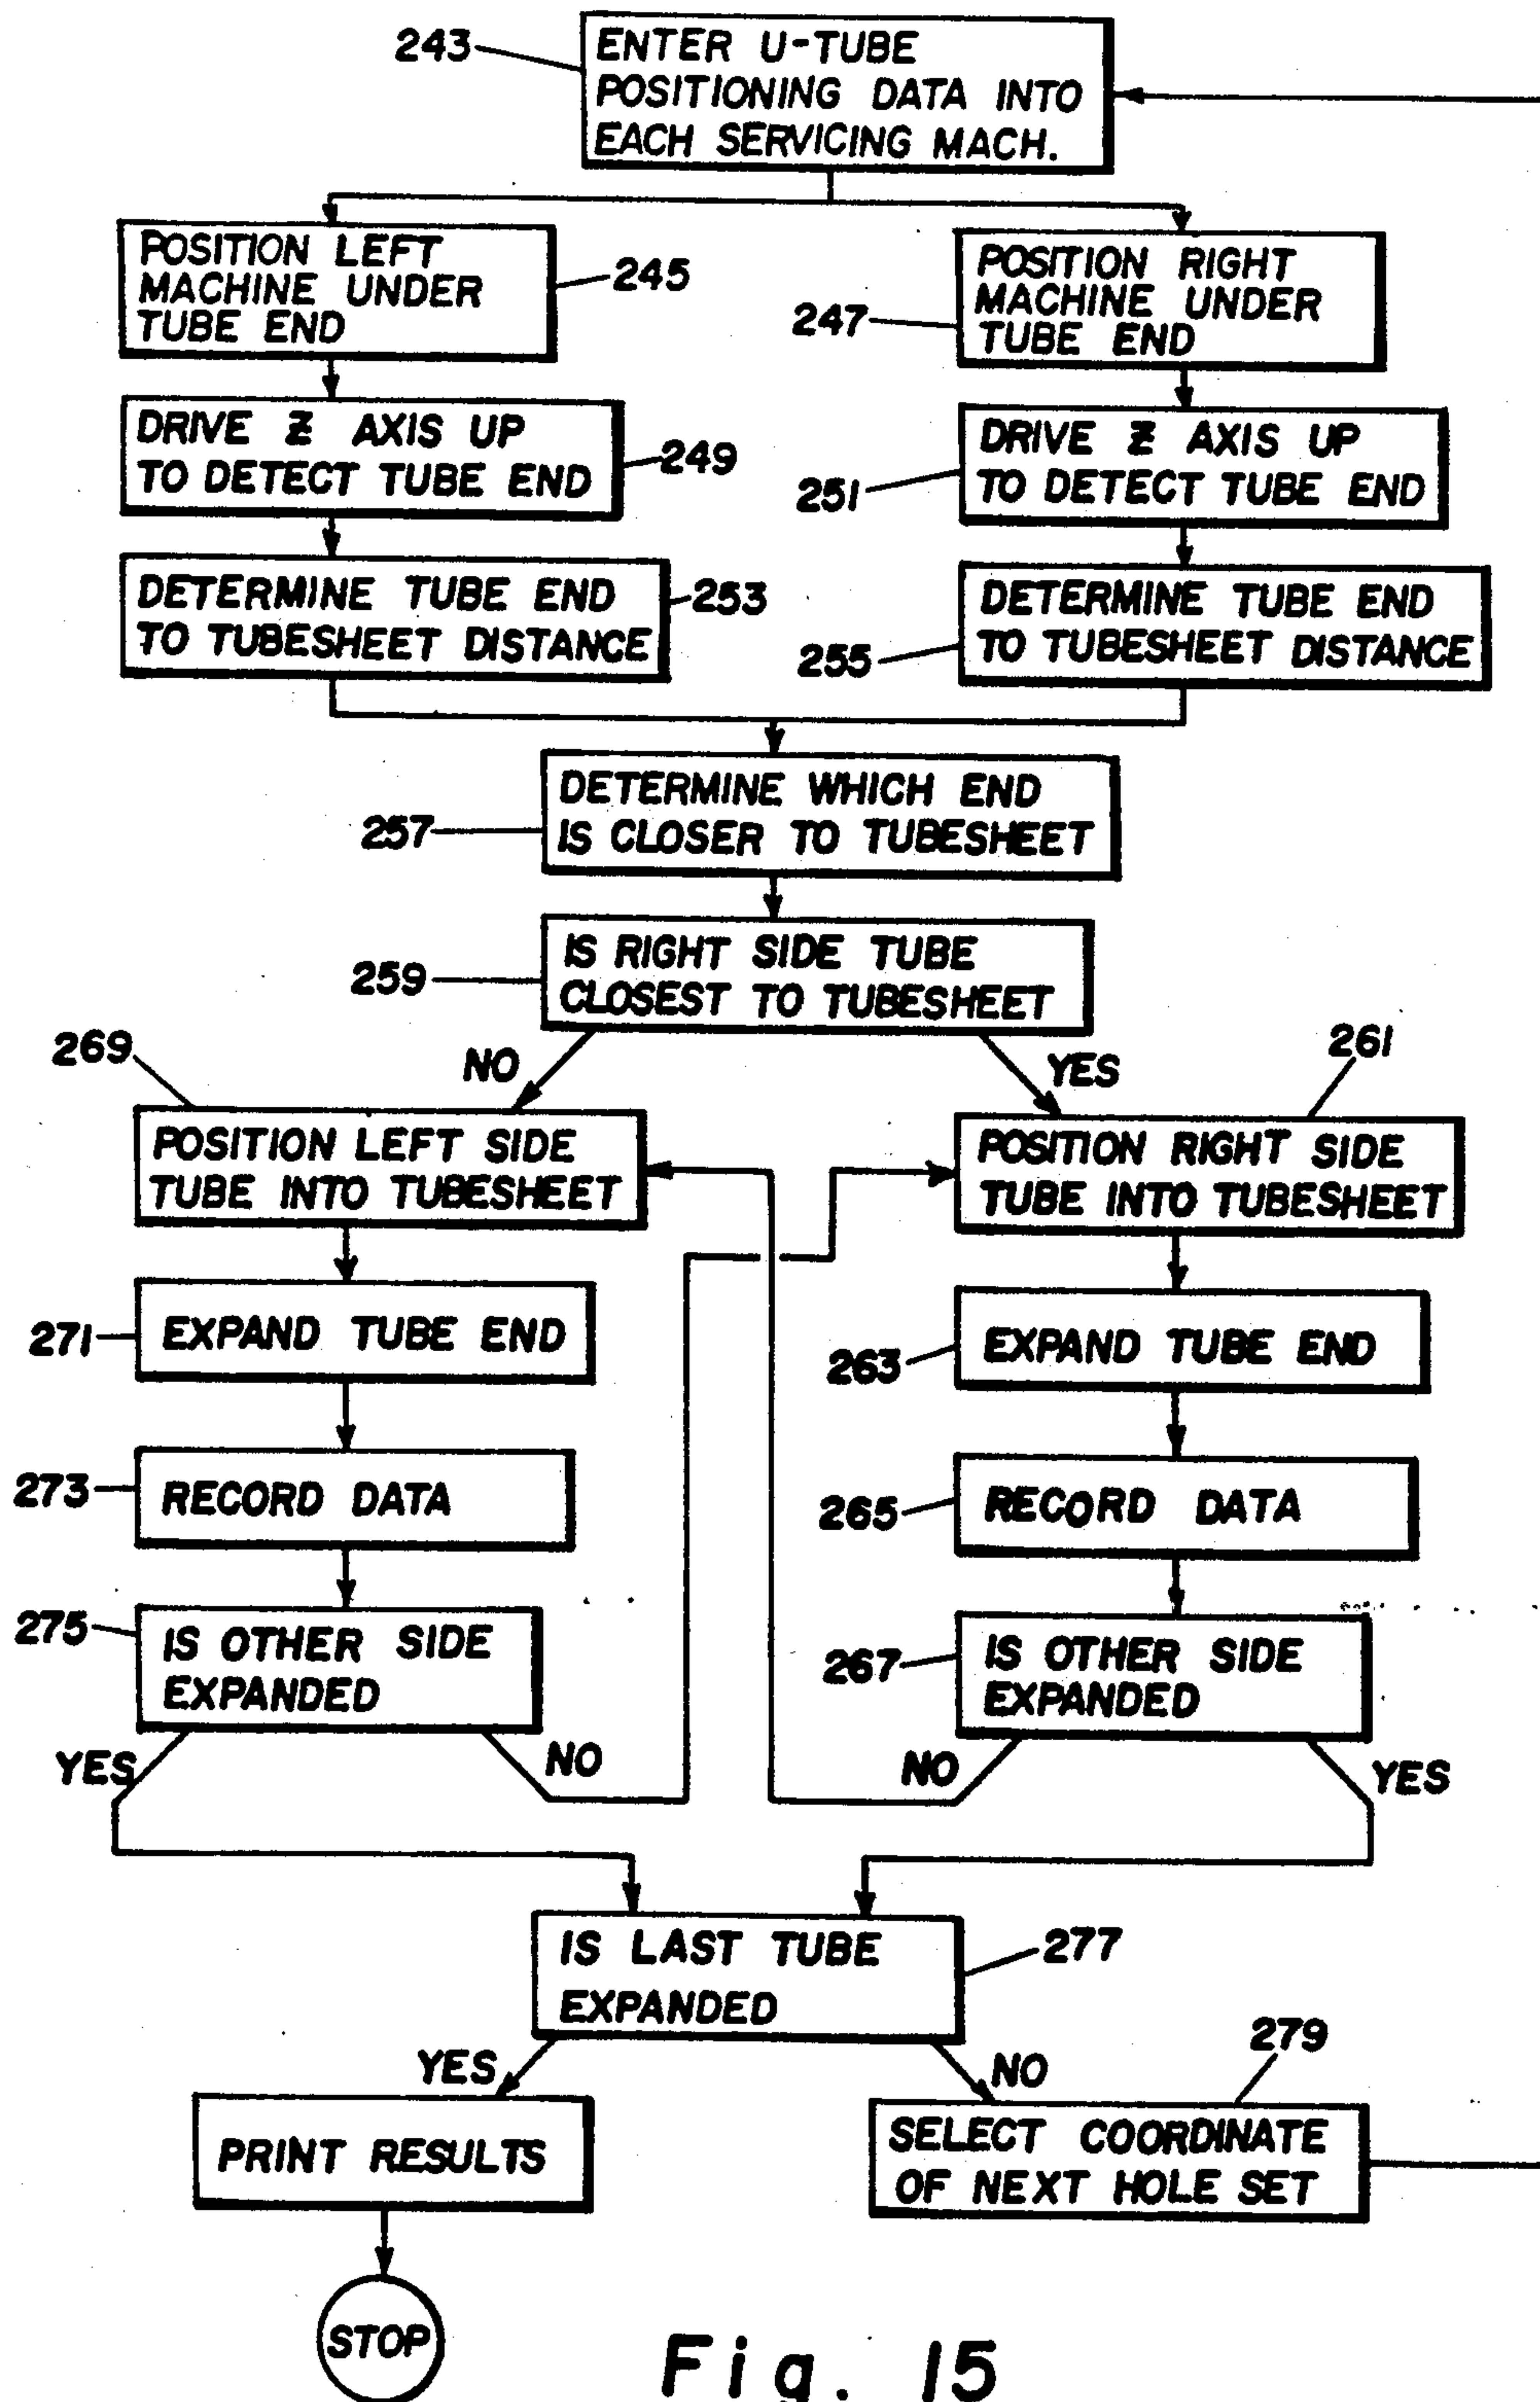 243
ENTER U-TUBE
POSITIONING DATA INTO
EACH SERVICING MACH.
POSITION LEFT
MACHINE UNDER
TUBE END
245
POSITION RIGHT
MACHINE UNDER
TUBE END
247
DRIVE Z AXIS UP
TO DETECT TUBE END
249
DRIVE Z AXIS UP
TO DETECT TUBE END
251
DETERMINE TUBE END
TO TUBESHEET DISTANCE
253
DETERMINE TUBE END
TO TUBESHEET DISTANCE
255
DETERMINE WHICH END
IS CLOSER TO TUBESHEET
257
IS RIGHT SIDE TUBE
CLOSEST TO TUBESHEET
259
NO
YES
269
261
POSITION LEFT SIDE
TUBE INTO TUBESHEET
POSITION RIGHT SIDE
TUBE INTO TUBESHEET
271
EXPAND TUBE END
263
EXPAND TUBE END
273
RECORD DATA
265
RECORD DATA
275
IS OTHER SIDE
EXPANDED
267
IS OTHER SIDE
EXPANDED
YES
NO
NO
YES
IS LAST TUBE
EXPANDED
277
YES
NO
279
PRINT RESULTS
SELECT COORDINATE
OF NEXT HOLE SET
STOP
Fig. 15